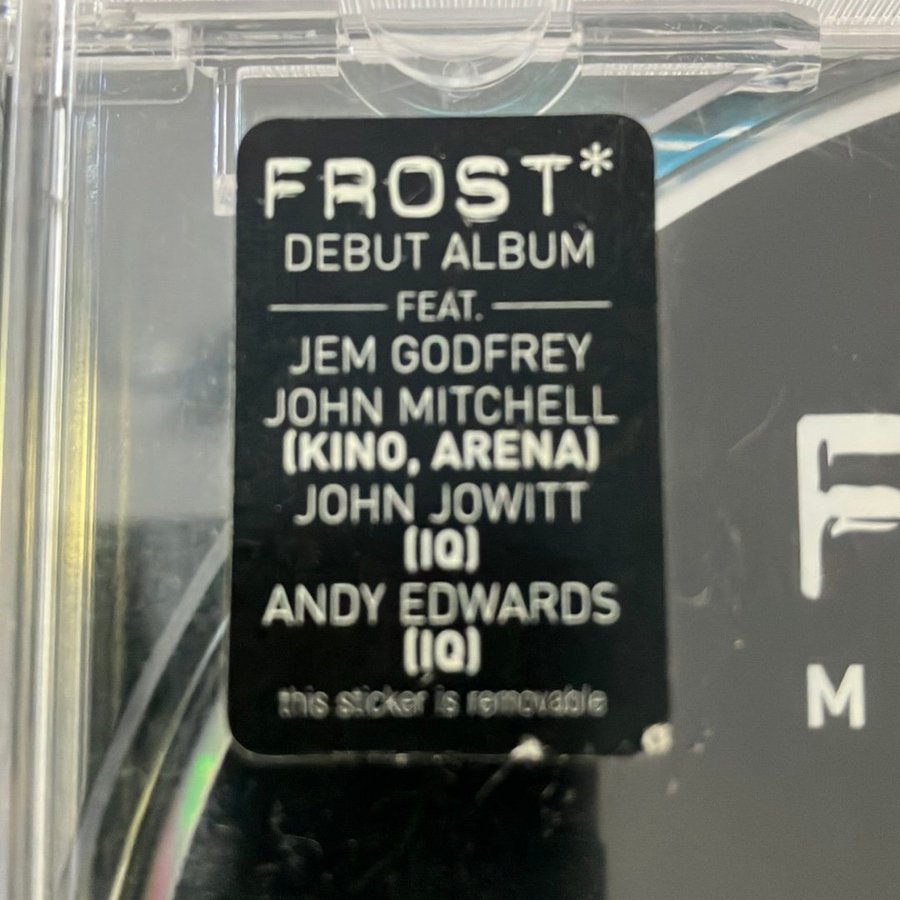 FROST*
DEBUT ALBUM
FEAT.
JEM GODFREY
JOHN MITCHELL
(KINO, ARENA)
JOHN JOWITT
(IQ)
ANDY EDWARDS
(IQ)
this sticker is removable
F
M